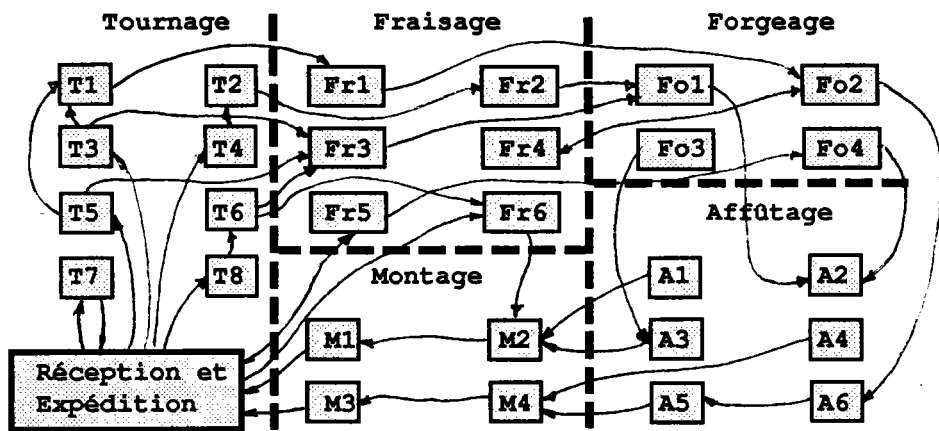 Tournage Fraisage Forgeage
T1 T2 Fr1 Fr2 Fo1 Fo2
T3 T4 Fr3 Fr4 Fo3 Fo4
T5 T6 Fr5 Fr6 Affûtage
T7 T8 Montage A1 A2
M1 M2 A3 A4
Réception et
Expédition
M3 M4 A5 A6